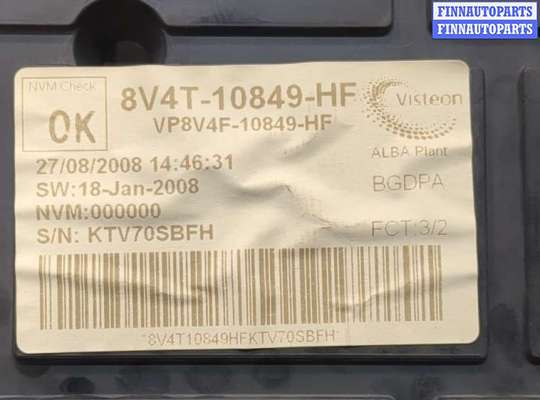 FINNAUTOPARTS
FINNAUTOPARTS
NVM Check
OK
8V4T-10849-HF
VP8V4F-10849-HF
Visteon
ALBA Plant
27/08/2008 14:46:31
SW:18-Jan-2008
BGDPA
NVM:000000
S/N: KTV70SBFH
FCT:3/2
*8V4T10849HFKTV70SBFH*